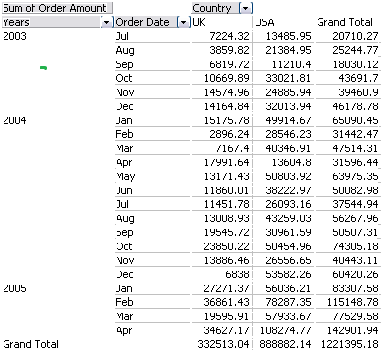 Sum of Order Amount Country
Years Order Date UK USA Grand Total
2003 Jul 7224.32 13485.95 20710.27
Aug 3859.82 21384.95 25244.77
Sep 6819.72 11210.4 18030.12
Oct 10669.89 33021.81 43691.7
Nov 14574.96 24885.94 39460.9
Dec 14164.84 32013.94 46178.78
2004 Jan 15175.78 49914.67 65090.45
Feb 2896.24 28546.23 31442.47
Mar 7167.4 40346.91 47514.31
Apr 17991.64 13604.8 31596.44
May 13171.43 50803.92 63975.35
Jun 11860.01 38222.97 50082.98
Jul 11451.78 26093.16 37544.94
Aug 13008.93 43259.03 56267.96
Sep 19545.72 30961.59 50507.31
Oct 23850.22 50454.96 74305.18
Nov 13886.46 26556.65 40443.11
Dec 6838 53582.26 60420.26
2005 Jan 27271.37 56036.21 83307.58
Feb 36861.43 78287.35 115148.78
Mar 19595.91 57933.67 77529.58
Apr 34627.17 108274.77 142901.94
Grand Total 332513.04 888882.14 1221395.18